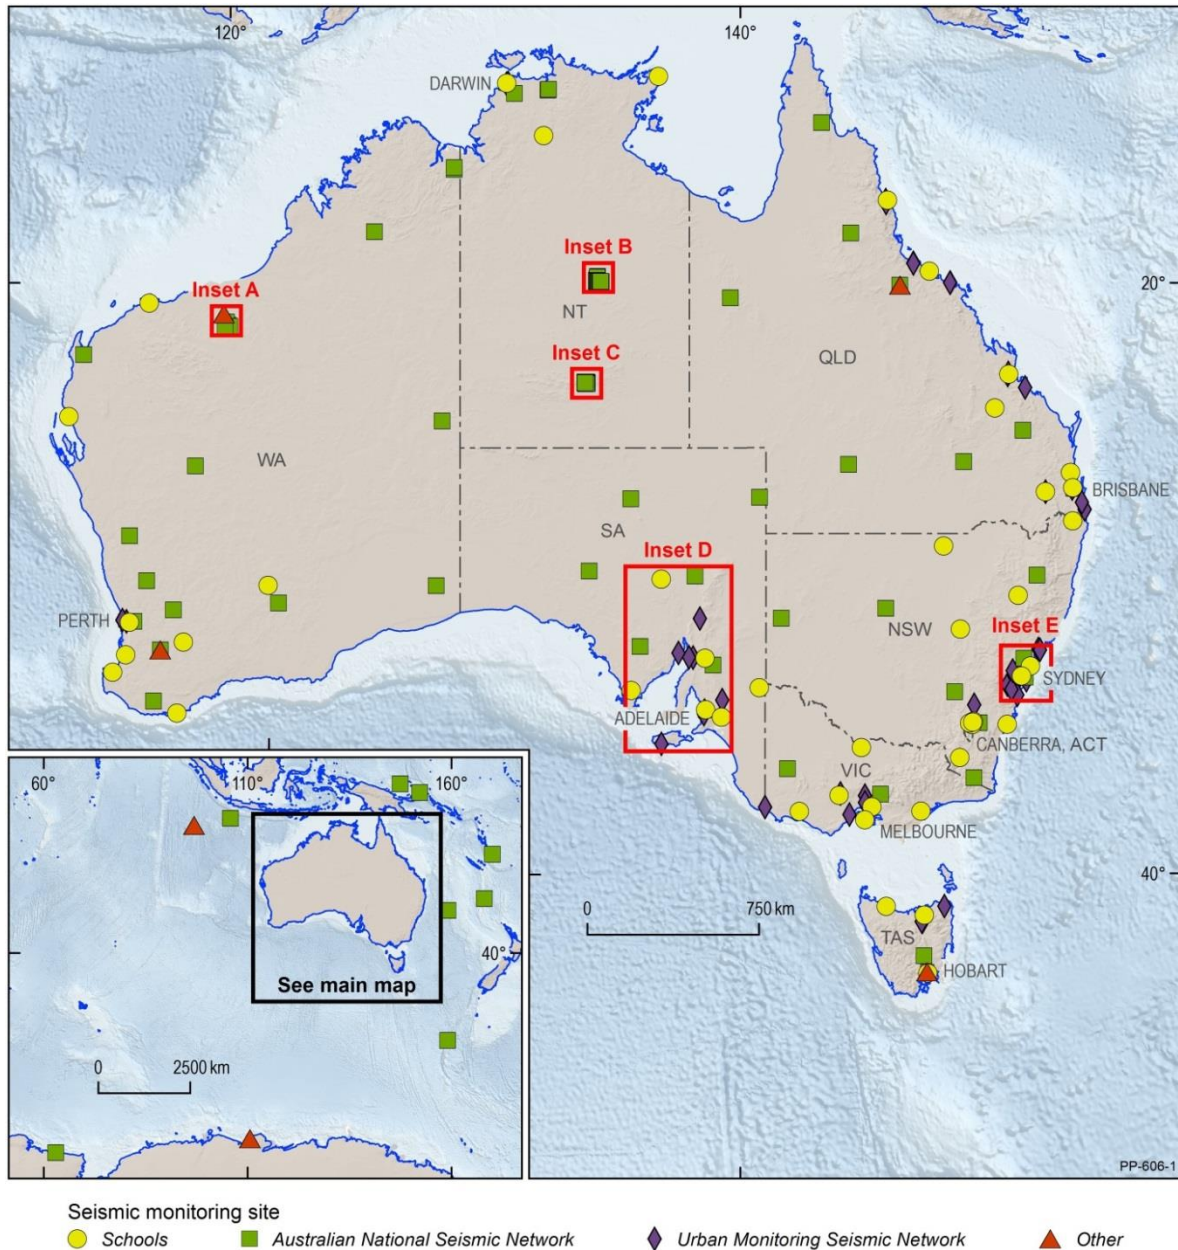 120°
140°
DARWIN
Inset B
Inset A
20°
NT
Inset C
QLD
WA
BRISBANE
SA
Inset D
PERTH
NSW
Inset E
SYDNEY
ADELAIDE
CANBERRA, ACT
60°
110°
160°
VIC
MELBOURNE
40°
0
750 km
TAS
40°
HOBART
See main map
0
2500 km
PP-606-1
Seismic monitoring site
Schools
Australian National Seismic Network
Urban Monitoring Seismic Network
Other